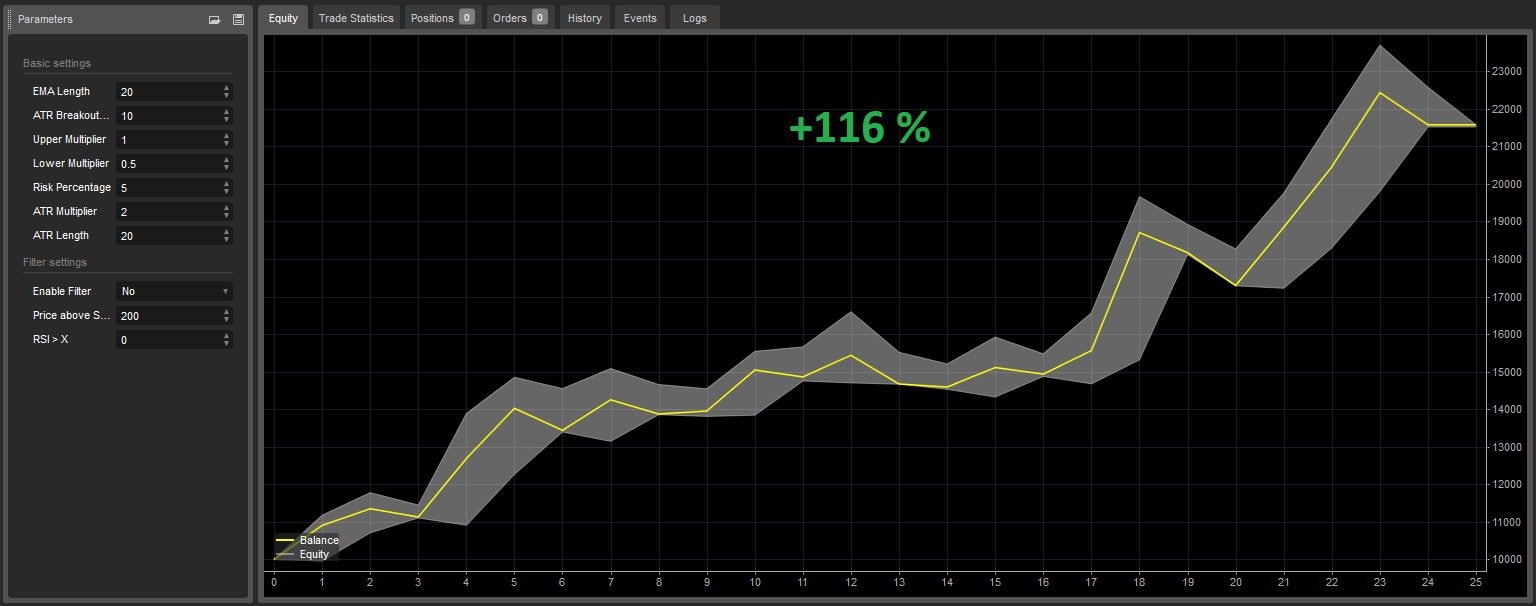 Parameters
Basic settings
EMA Length 20
ATR Breakout... 10
Upper Multiplier 1
Lower Multiplier 0.5
Risk Percentage 5
ATR Multiplier 2
ATR Length 20
Filter settings
Enable Filter No
Price above S... 200
RSI > X 0
Equity Trade Statistics Positions 0 Orders 0 History Events Logs
+116 %
23000
22000
21000
20000
19000
18000
17000
16000
15000
14000
13000
12000
11000
10000
Balance
Equity
0 1 2 3 4 5 6 7 8 9 10 11 12 13 14 15 16 17 18 19 20 21 22 23 24 25